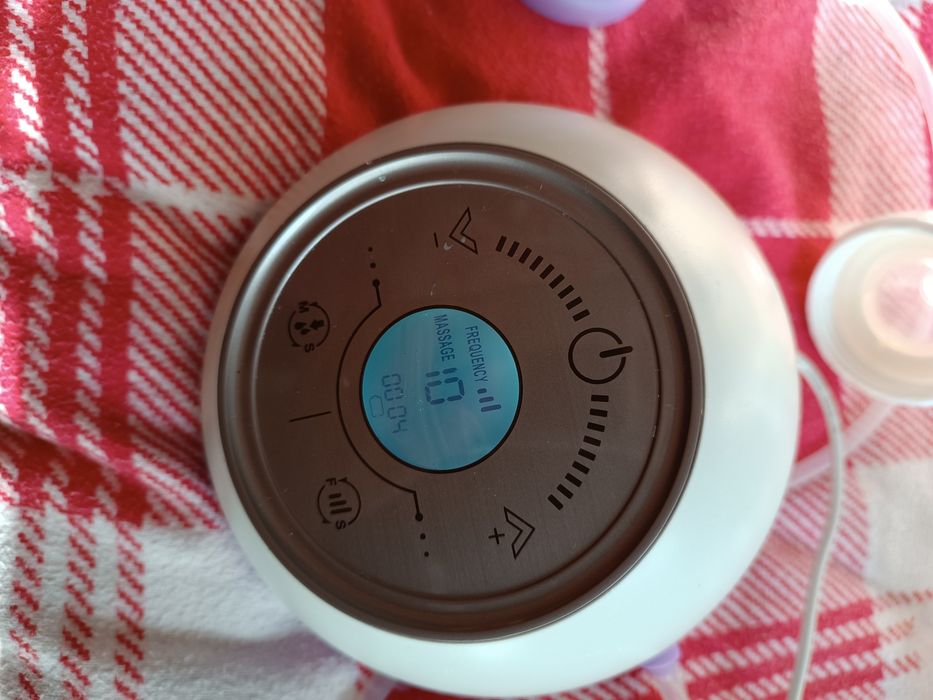 FREQUENCY
MASSAGE 10
00:04
-
+
M S
F S